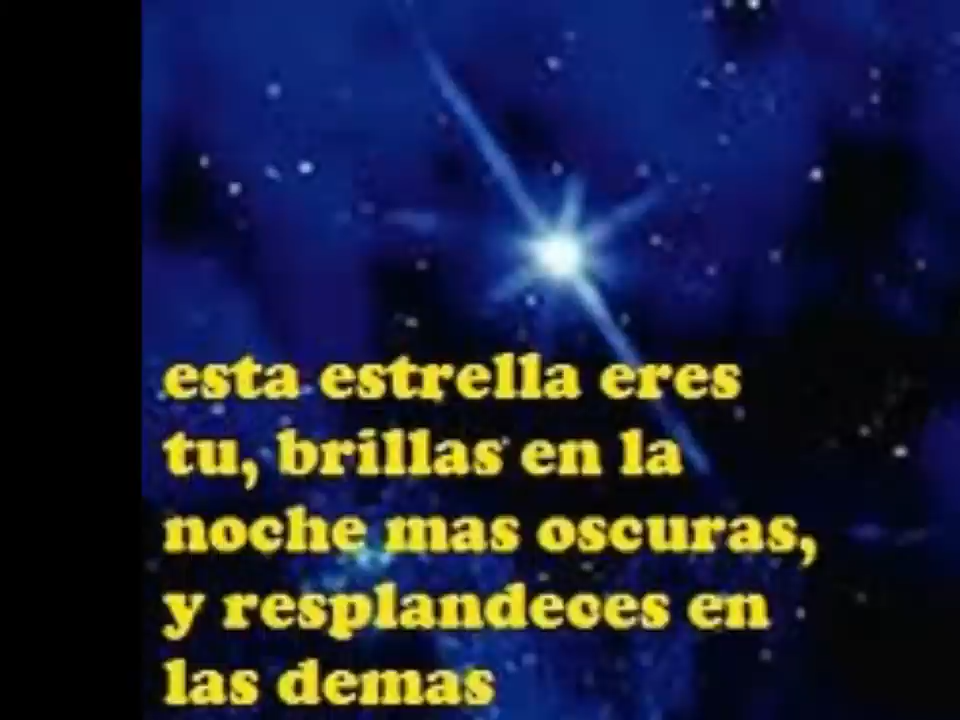 esta estrella eres
tu, brillas en la
noche mas oscuras,
y resplandeces en
las demas